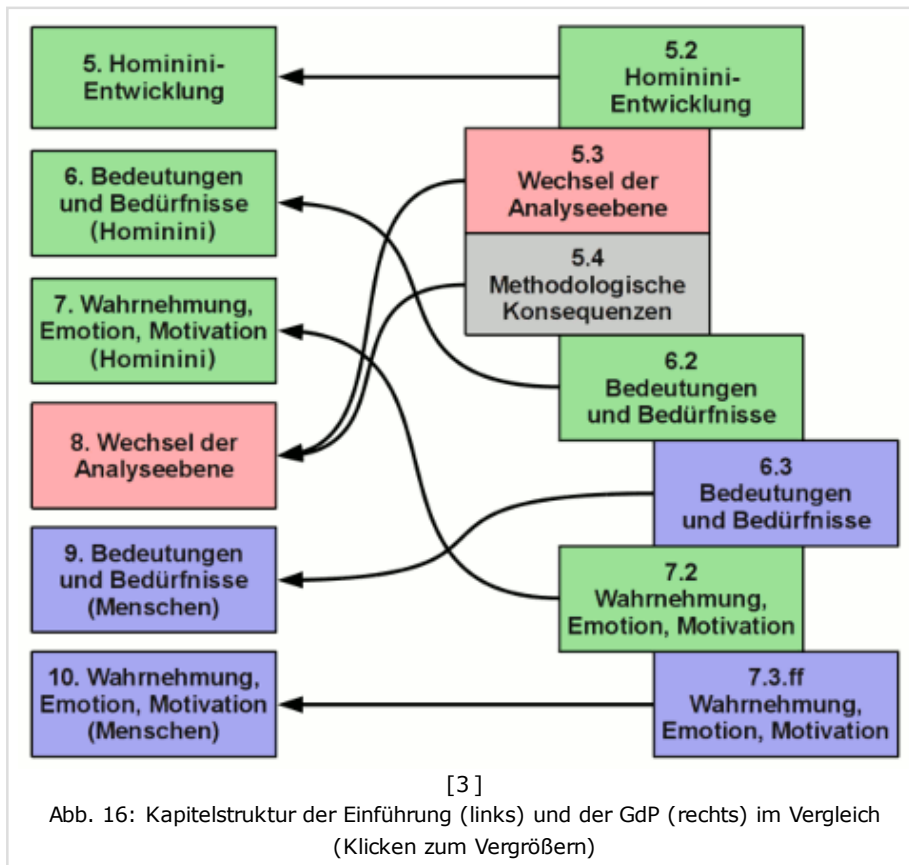 5. Hominini-
Entwicklung
6. Bedeutungen
und Bedürfnisse
(Hominini)
7. Wahrnehmung,
Emotion, Motivation
(Hominini)
8. Wechsel der
Analyseebene
9. Bedeutungen
und Bedürfnisse
(Menschen)
10. Wahrnehmung,
Emotion, Motivation
(Menschen)
5.2
Hominini-
Entwicklung
5.3
Wechsel der
Analyseebene
5.4
Methodologische
Konsequenzen
6.2
Bedeutungen
und Bedürfnisse
6.3
Bedeutungen
und Bedürfnisse
7.2
Wahrnehmung,
Emotion, Motivation
7.3.ff
Wahrnehmung,
Emotion, Motivation
[3]
Abb. 16: Kapitelstruktur der Einführung (links) und der GdP (rechts) im Vergleich
(Klicken zum Vergrößern)